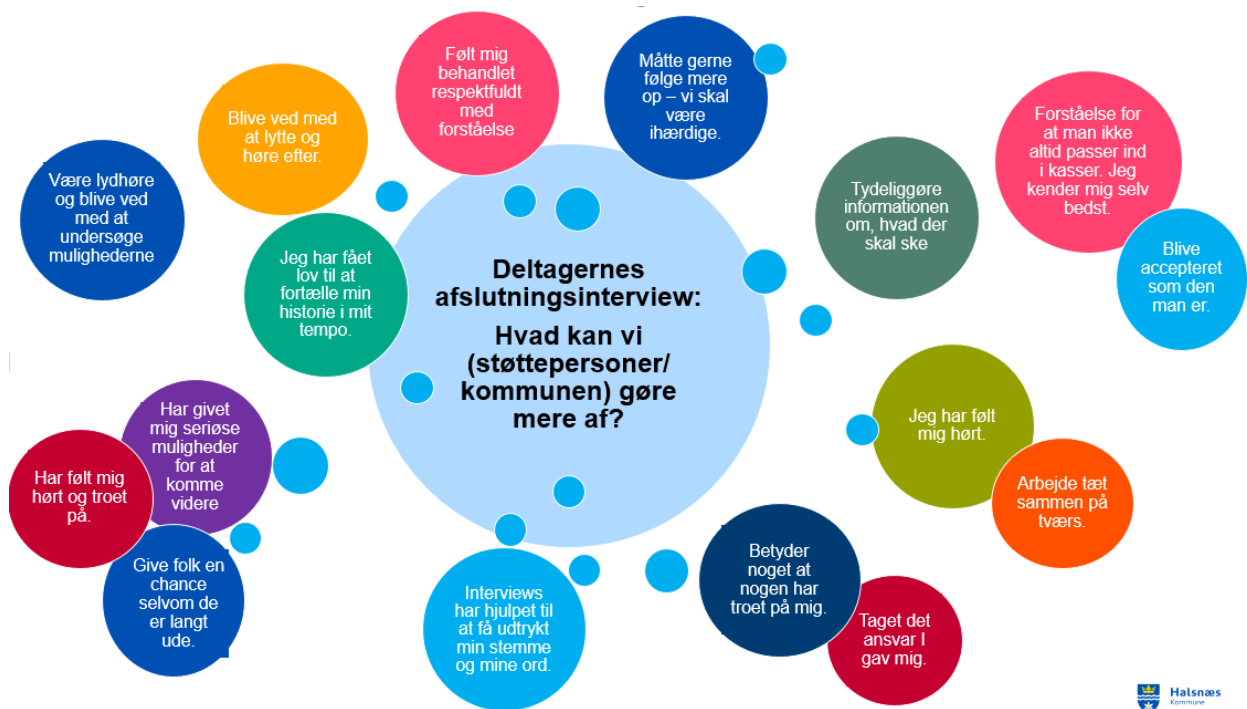 Følt mig
behandlet
respektfuldt
med
forståelse
Måtte gerne
følge mere
op – vi skal
være
ihærdige.
Blive ved med
at lytte og
høre efter.
Forståelse for
at man ikke
altid passer ind
i kasser. Jeg
kender mig selv
bedst.
Være lydhøre
og blive ved
med at
undersøge
mulighederne
Tydeliggøre
informationen
om, hvad der
skal ske
Jeg har fået
lov til at
fortælle min
historie i mit
tempo.
Blive
accepteret
som den
man er.
Deltagernes
afslutningsinterview:
Hvad kan vi
(støttepersoner/
kommunen) gøre
mere af?
Har givet
mig seriøse
muligheder
for at
komme
videre
Jeg har følt
mig hørt.
Har følt mig
hørt og troet
på.
Arbejde tæt
sammen på
tværs.
Give folk en
chance
selvom de
er langt
ude.
Interviews
har hjulpet til
at få udtrykt
min stemme
og mine ord.
Betyder
noget at
nogen har
troet på mig.
Taget det
ansvar I
gav mig.
Halsnæs
Kommune